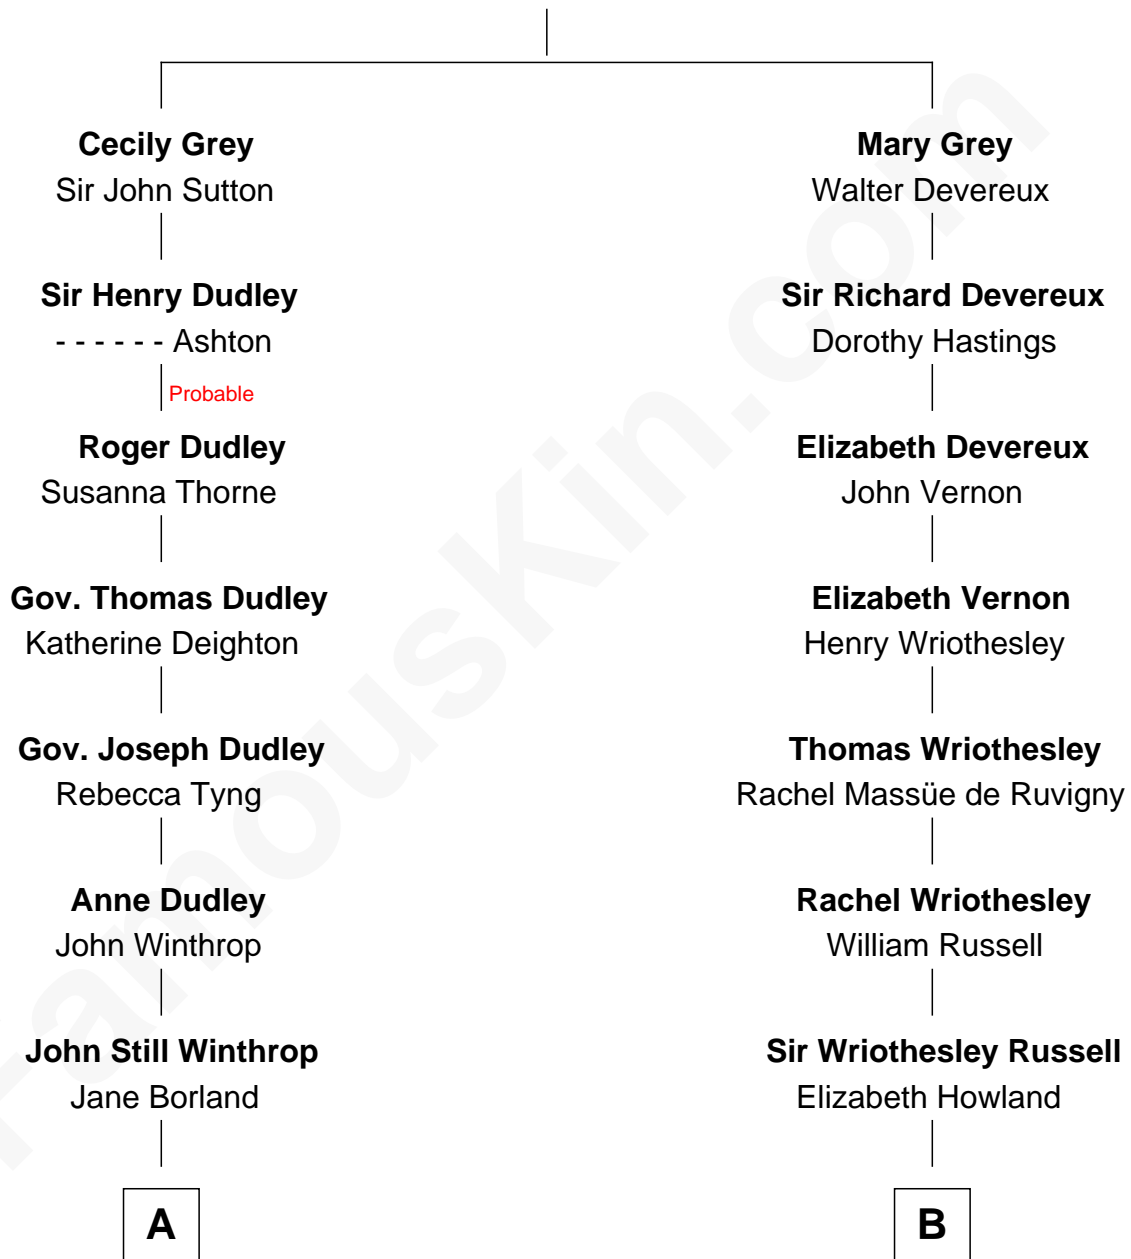 Cecily Grey
Sir John Sutton
Mary Grey
Walter Devereux
Sir Henry Dudley
- - - - - - Ashton
Sir Richard Devereux
Dorothy Hastings
Probable
Roger Dudley
Susanna Thorne
Elizabeth Devereux
John Vernon
Gov. Thomas Dudley
Katherine Deighton
Elizabeth Vernon
Henry Wriothesley
Gov. Joseph Dudley
Rebecca Tyng
Thomas Wriothesley
Rachel Massüe de Ruvigny
Anne Dudley
John Winthrop
Rachel Wriothesley
William Russell
John Still Winthrop
Jane Borland
Sir Wriothesley Russell
Elizabeth Howland
A
B
FamousKin.com